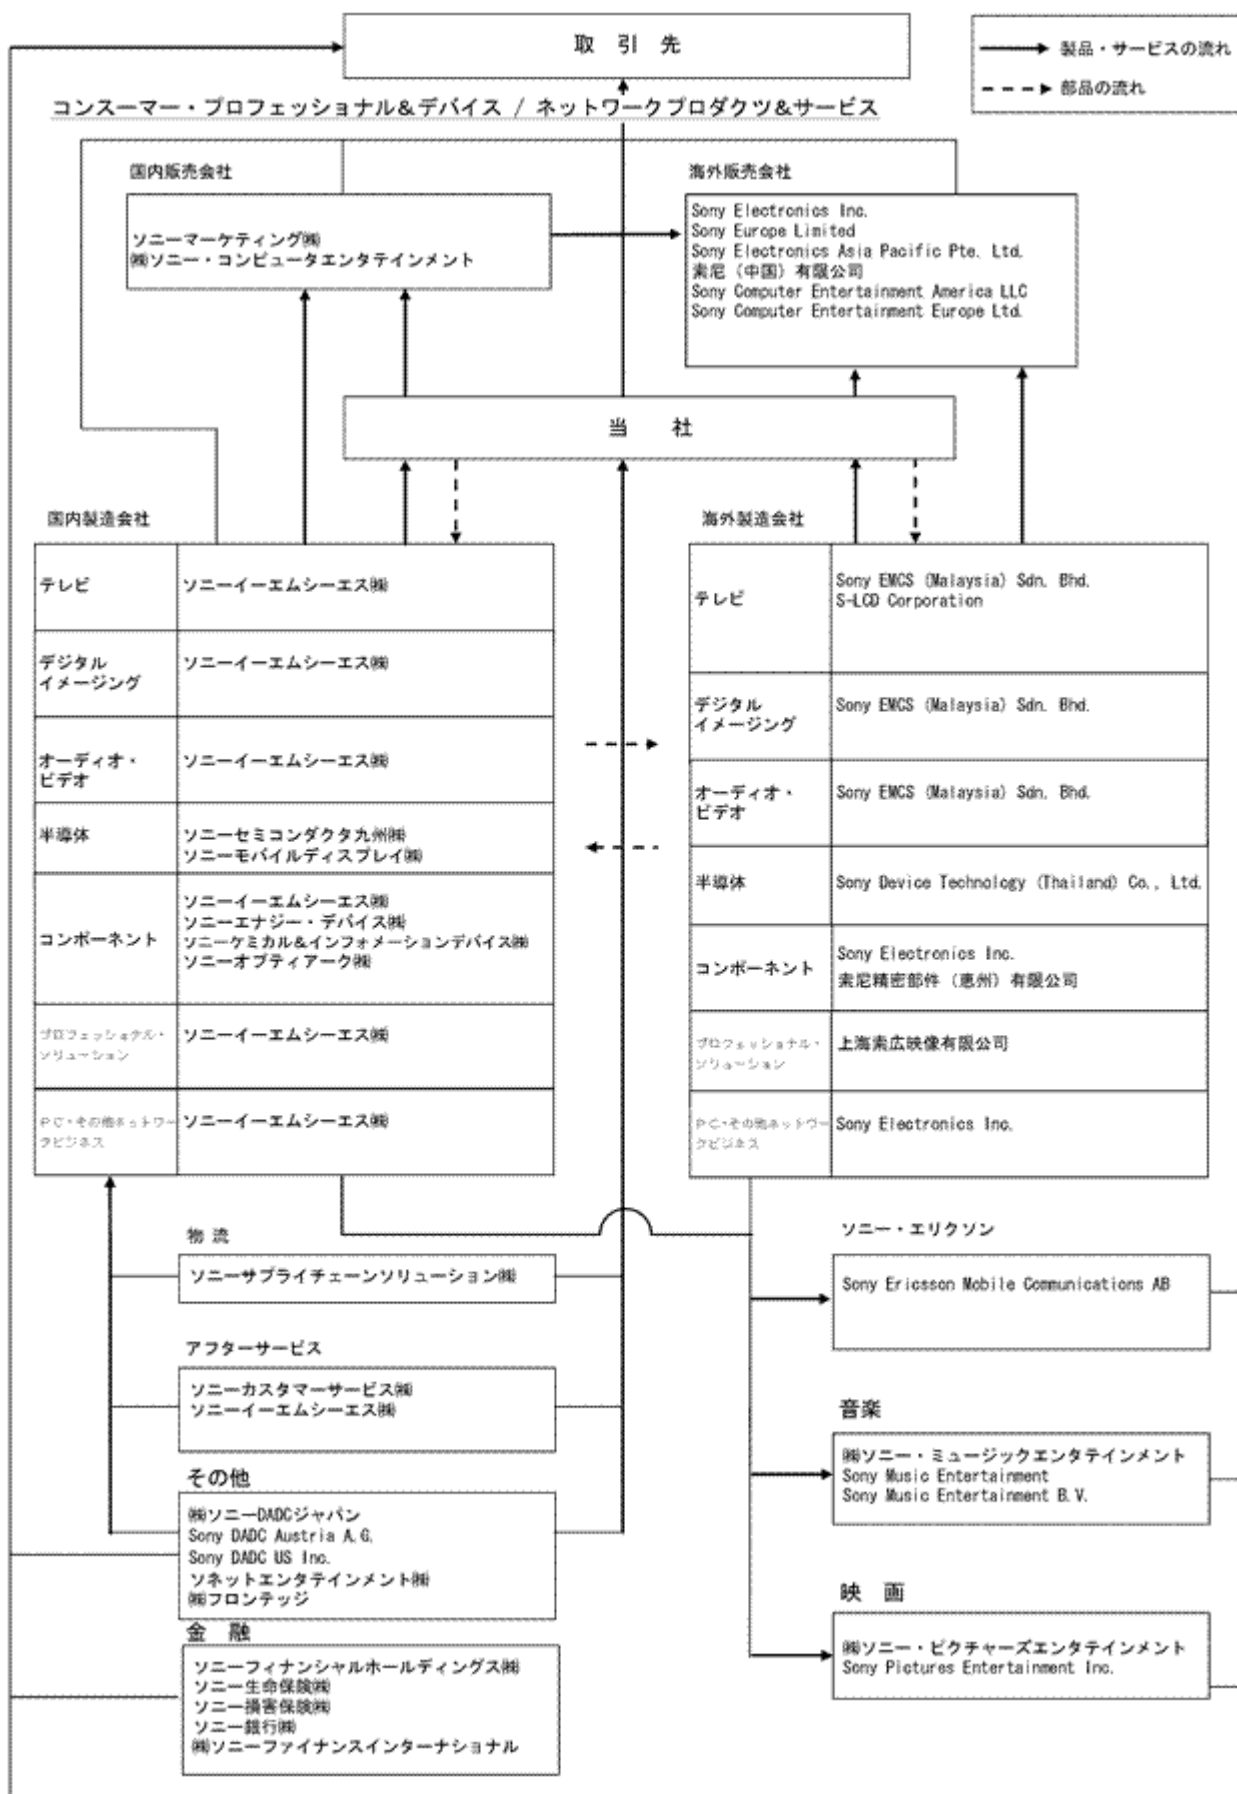 取 引 先
製品・サービスの流れ
部品の流れ
コンスーマー・プロフェッショナル&デバイス / ネットワークプロダクツ&サービス
国内販売会社
ソニーマーケティング㈱
㈱ソニー・コンピュータエンタテインメント
海外販売会社
Sony Electronics Inc.
Sony Europe Limited
Sony Electronics Asia Pacific Pte. Ltd.
索尼（中国）有限公司
Sony Computer Entertainment America LLC
Sony Computer Entertainment Europe Ltd.
当 社
国内製造会社
テレビ
ソニーイーエムシーエス㈱
デジタル
イメージング
ソニーイーエムシーエス㈱
オーディオ・
ビデオ
ソニーイーエムシーエス㈱
半導体
ソニーセミコンダクタ九州㈱
ソニーモバイルディスプレイ㈱
コンポーネント
ソニーイーエムシーエス㈱
ソニーエナジー・デバイス㈱
ソニーケミカル&インフォメーションデバイス㈱
ソニーオプティアーク㈱
プロフェッショナル・
ソリューション
ソニーイーエムシーエス㈱
PC・その他ネットワー
クビジネス
ソニーイーエムシーエス㈱
海外製造会社
テレビ
Sony EMCS (Malaysia) Sdn. Bhd.
S-LCD Corporation
デジタル
イメージング
Sony EMCS (Malaysia) Sdn. Bhd.
オーディオ・
ビデオ
Sony EMCS (Malaysia) Sdn. Bhd.
半導体
Sony Device Technology (Thailand) Co., Ltd.
コンポーネント
Sony Electronics Inc.
索尼精密部件（惠州）有限公司
プロフェッショナル・
ソリューション
上海索広映像有限公司
PC・その他ネットワー
クビジネス
Sony Electronics Inc.
物 流
ソニーサプライチェーンソリューション㈱
アフターサービス
ソニーカスタマーサービス㈱
ソニーイーエムシーエス㈱
その他
㈱ソニーDADCジャパン
Sony DADC Austria A.G.
Sony DADC US Inc.
ソネットエンタテインメント㈱
㈱フロンテッジ
金 融
ソニーフィナンシャルホールディングス㈱
ソニー生命保険㈱
ソニー損害保険㈱
ソニー銀行㈱
㈱ソニーファイナンスインターナショナル
ソニー・エリクソン
Sony Ericsson Mobile Communications AB
音楽
㈱ソニー・ミュージックエンタテインメント
Sony Music Entertainment
Sony Music Entertainment B.V.
映 画
㈱ソニー・ピクチャーズエンタテインメント
Sony Pictures Entertainment Inc.